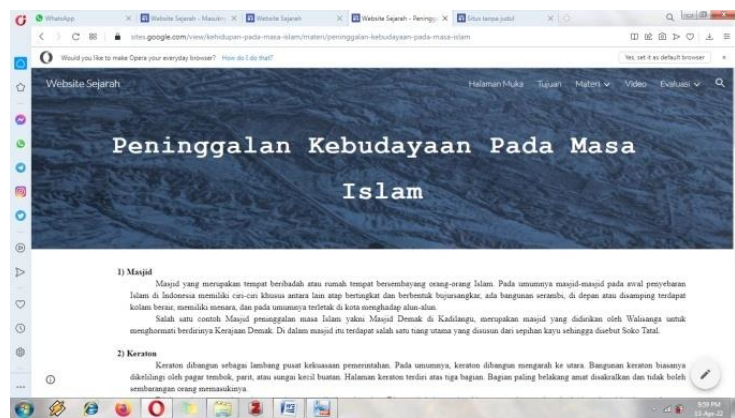 WhatsApp
Website Sejarah - Masukn
Website Sejarah
Website Sejarah - Pening
Situs tanpa judul
sites.google.com/view/kehidupan-pada-masa-islam/materi/peninggalan-kebudayaan-pada-masa-islam
Would you like to make Opera your everyday browser? How do I do that?
Yes, set it as default browser
Website Sejarah
Halaman Muka Tujuan Materi Video Evaluasi
Peninggalan Kebudayaan Pada Masa
Islam
1) Masjid
Masjid yang merupakan tempat beribadah atau rumah tempat bersembayang orang-orang Islam. Pada umumnya masjid-masjid pada awal penyebaran
Islam di Indonesia memiliki ciri-ciri khusus antara lain atap bertingkat dan berbentuk bujursangkar, ada bangunan serambi, di depan atau disamping terdapat
kolam berair, memiliki menara, dan pada umumnya terletak di kota menghadap alun-alun.
Salah satu contoh Masjid peninggalan masa Islam yakni Masjid Demak di Kadilangu, merupakan masjid yang didirikan oleh Walisanga untuk
menghormati berdirinya Kerajaan Demak. Di dalam masjid itu terdapat salah satu tiang utama yang disusun dari sepihan kayu sehingga disebut Soko Tatal.
2) Keraton
Keraton dibangun sebagai lambang pusat kekuasaan pemerintahan. Pada umumnya, keraton dibangun mengarah ke utara. Bangunan keraton biasanya
dikelilingi oleh pagar tembok, parit, atau sungai kecil buatan. Halaman keraton terdiri atas tiga bagian. Bagian paling belakang amat disakralkan dan tidak boleh
sembarangan orang memasukinya.
9:59 PM
13-Apr-22